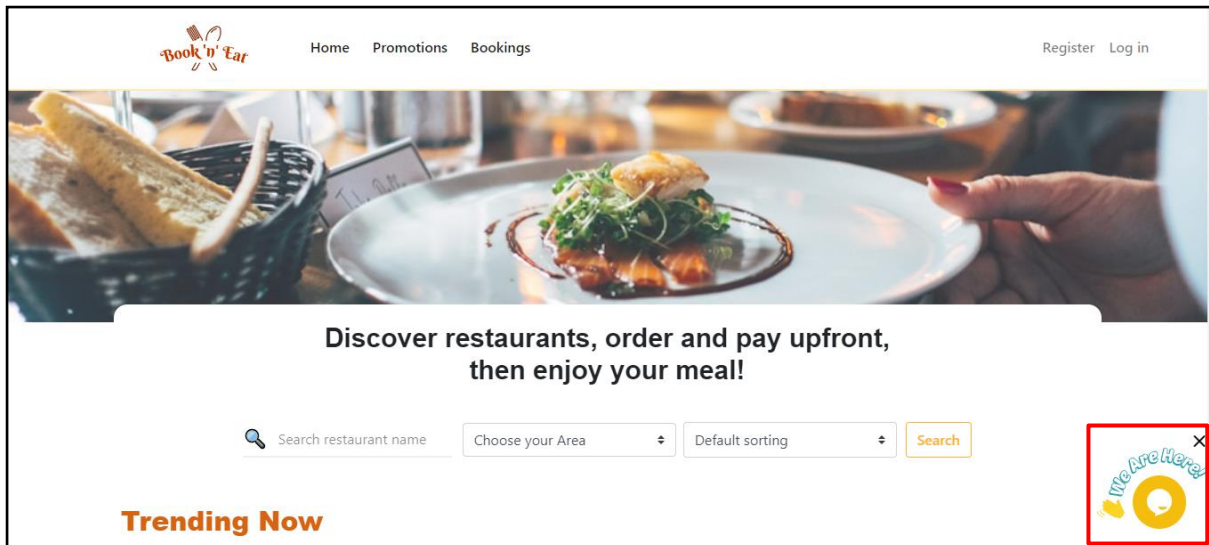 Book 'n' Eat
Home Promotions Bookings
Register Log in
Discover restaurants, order and pay upfront,
then enjoy your meal!
Search restaurant name
Choose your Area
Default sorting
Search
We Are Here!
Trending Now